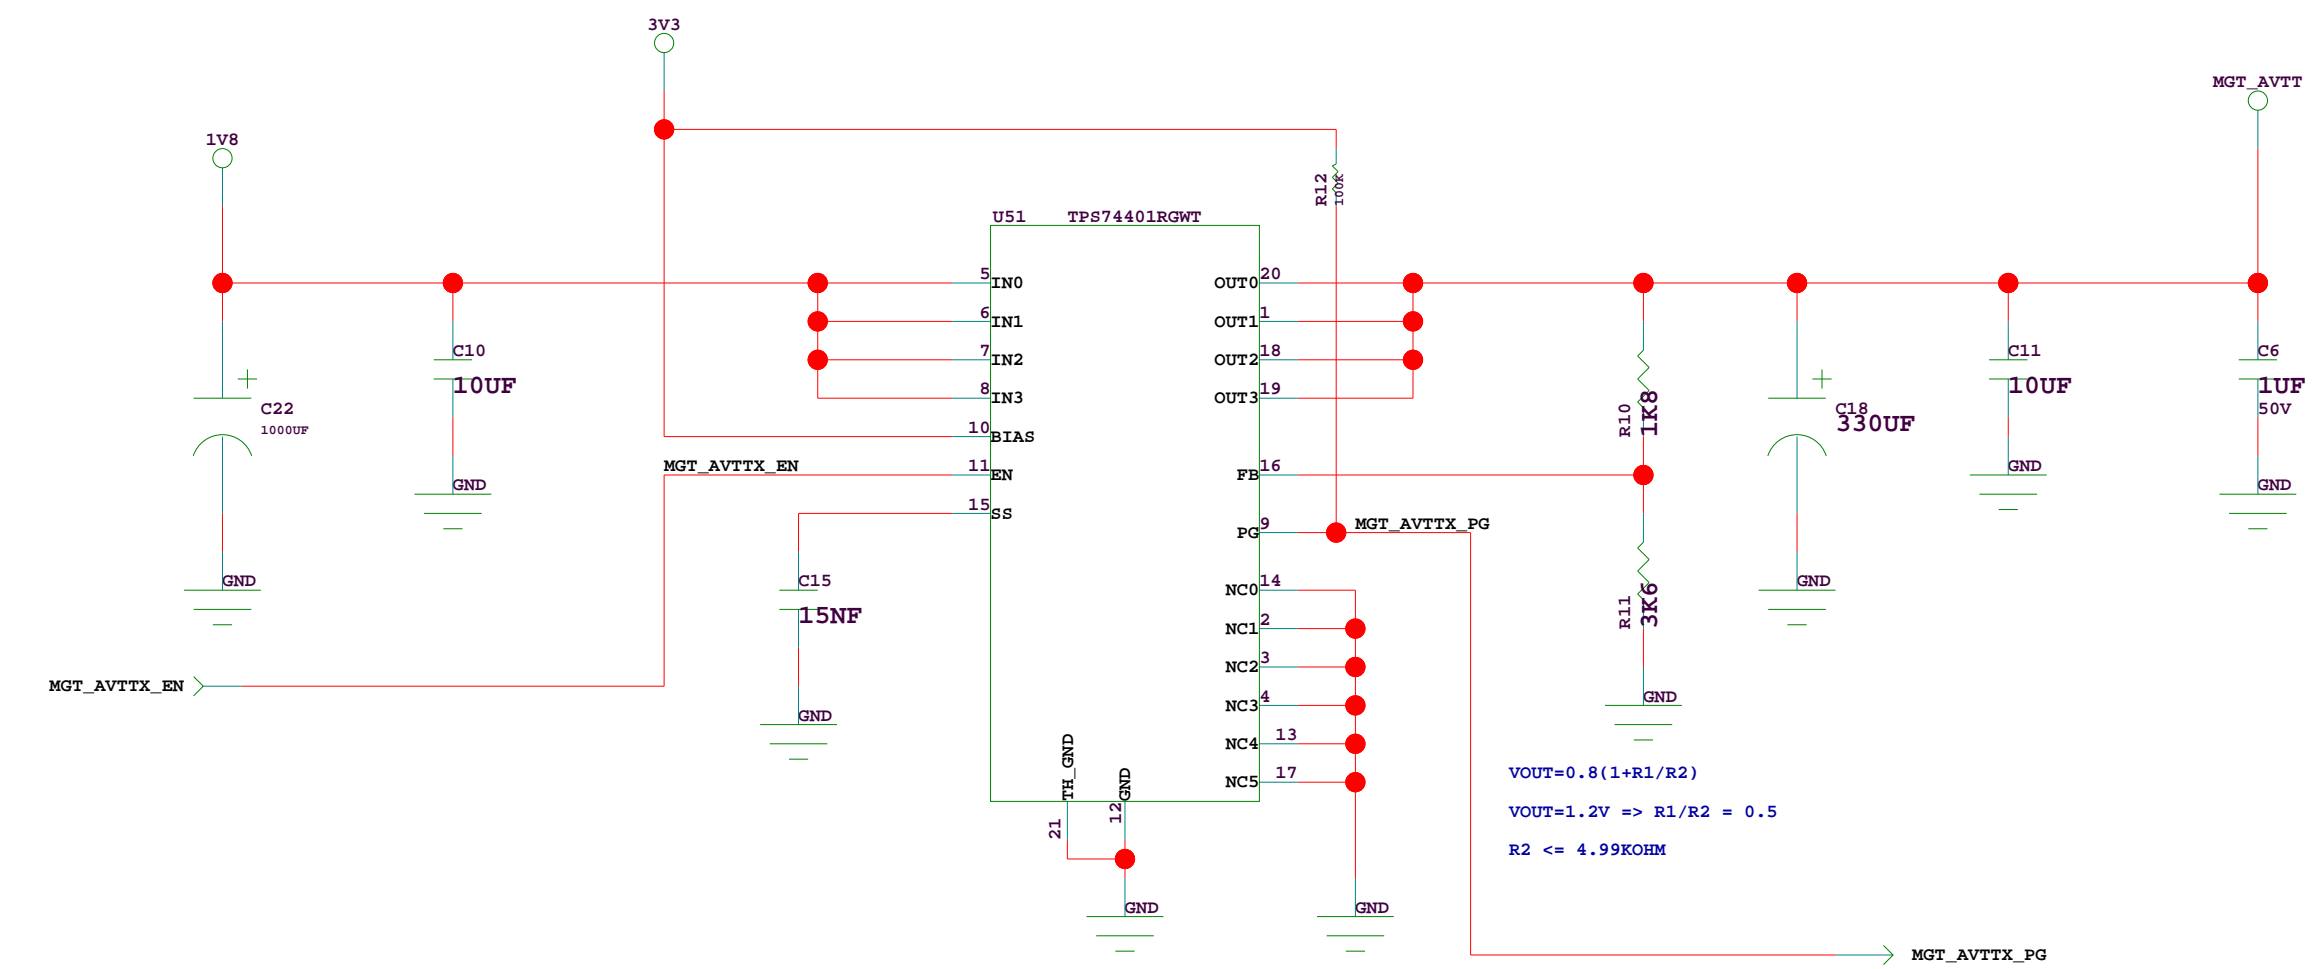 3V3
MGT_AVTT
1V8
R12
100K
U51 TPS74401RGWT
5 IN0
6 IN1
7 IN2
8 IN3
10 BIAS
MGT_AVTTX_EN
11 EN
15 SS
OUT0 20
OUT1 1
OUT2 18
OUT3 19
FB 16
PG 9
MGT_AVTTX_PG
NC0 14
NC1 2
NC2 3
NC3 4
NC4 13
NC5 17
TH_GND
21
GND
12
GND
GND
C22
1000UF
GND
C10
10UF
GND
C15
15NF
GND
MGT_AVTTX_EN
R10
1K8
R11
3K6
GND
C18
330UF
GND
C11
10UF
GND
C6
1UF
50V
GND
VOUT=0.8(1+R1/R2)
VOUT=1.2V => R1/R2 = 0.5
R2 <= 4.99KOHM
MGT_AVTTX_PG